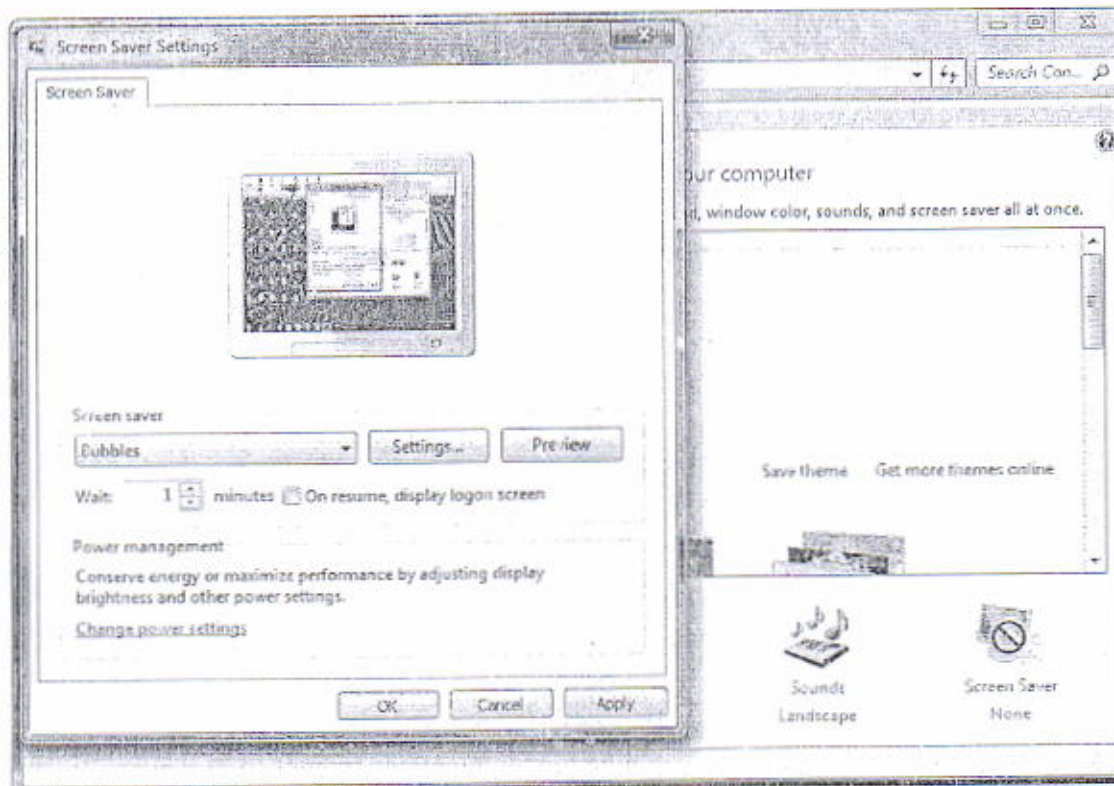 Screen Saver Settings
Screen Saver
Screen saver
Bubbles
Settings...
Preview
Wait: 1 minutes On resume, display logon screen
Power management
Conserve energy or maximize performance by adjusting display
brightness and other power settings.
Change power settings
OK Cancel Apply
Search Con...
our computer
d, window color, sounds, and screen saver all at once.
Save theme Get more themes online
Sounds
Landscape
Screen Saver
None